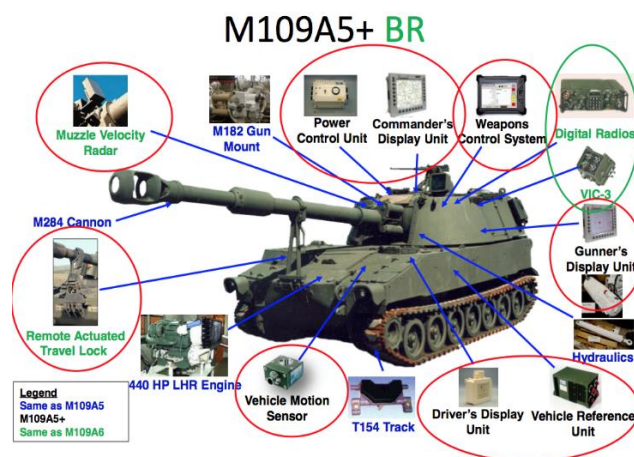 M109A5+ BR
Muzzle Velocity
Radar
M182 Gun
Mount
Power
Control Unit
Commander's
Display Unit
Weapons
Control System
Digital Radios
VIC-3
M284 Cannon
Gunner's
Display Unit
Remote Actuated
Travel Lock
440 HP LHR Engine
Hydraulics
Vehicle Motion
Sensor
T154 Track
Driver's Display
Unit
Vehicle Reference
Unit
Legend
Same as M109A5
M109A5+
Same as M109A6